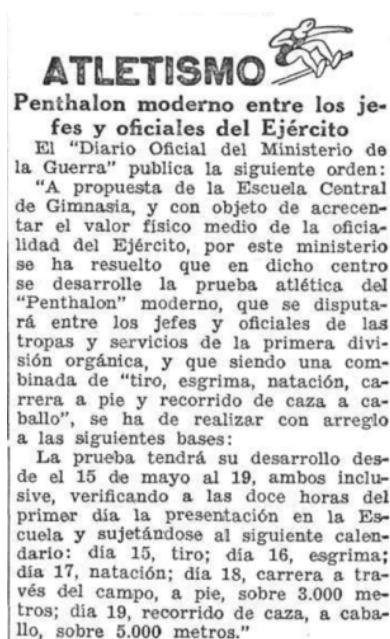 ATLETISMO
Penthalon moderno entre los je-
fes y oficiales del Ejército
El "Diario Oficial del Ministerio de
la Guerra" publica la siguiente orden:
"A propuesta de la Escuela Central
de Gimnasia, y con objeto de acrecen-
tar el valor físico medio de la oficia-
lidad del Ejército, por este ministerio
se ha resuelto que en dicho centro
se desarrolle la prueba atlética del
"Penthalon" moderno, que se disputa-
rá entre los jefes y oficiales de las
tropas y servicios de la primera divi-
sión orgánica, y que siendo una com-
binada de "tiro, esgrima, natación, ca-
rrera a pie y recorrido de caza a ca-
ballo", se ha de realizar con arreglo
a las siguientes bases:
La prueba tendrá su desarrollo des-
de el 15 de mayo al 19, ambos inclu-
sive, verificando a las doce horas del
primer día la presentación en la Es-
cuela y sujetándose al siguiente calen-
dario: día 15, tiro; día 16, esgrima;
día 17, natación; día 18, carrera a tra-
vés del campo, a pie, sobre 3.000 me-
tros; día 19, recorrido de caza, a caba-
llo, sobre 5.000 metros."